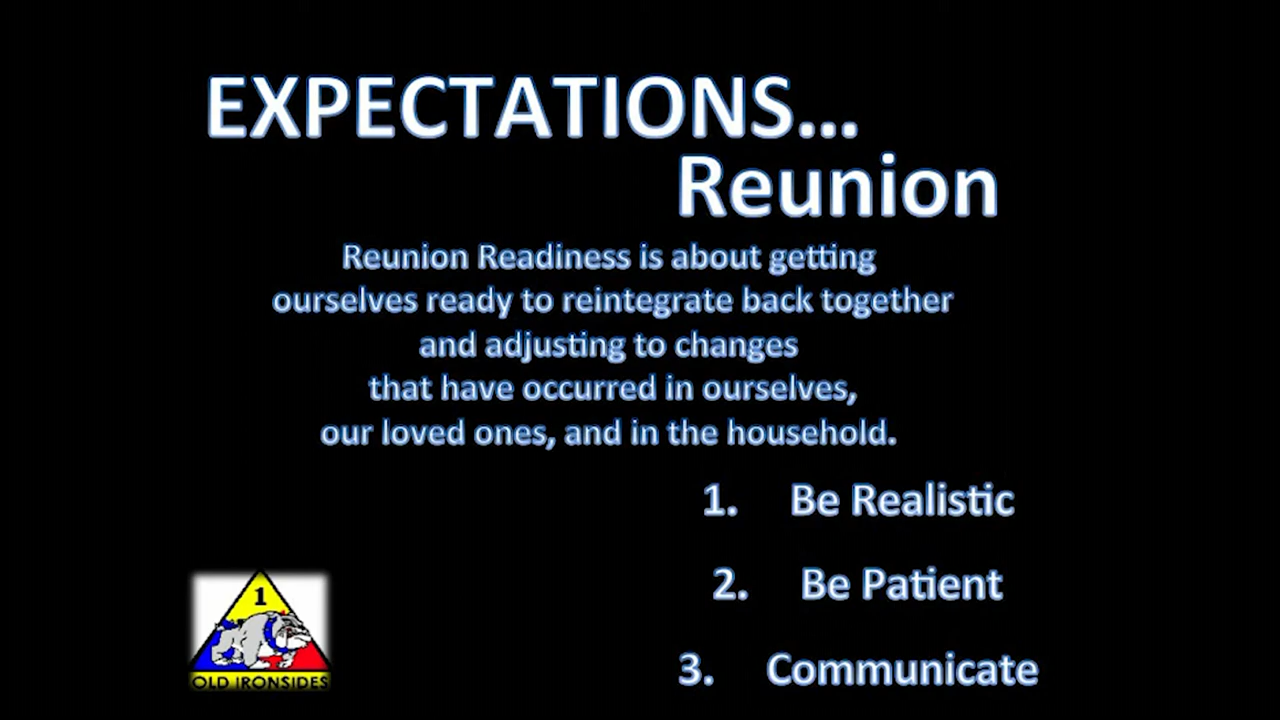 EXPECTATIONS...
Reunion
Reunion Readiness is about getting
ourselves ready to reintegrate back together
and adjusting to changes
that have occurred in ourselves,
our loved ones, and in the household.
1. Be Realistic
2. Be Patient
3. Communicate
1
OLD IRONSIDES